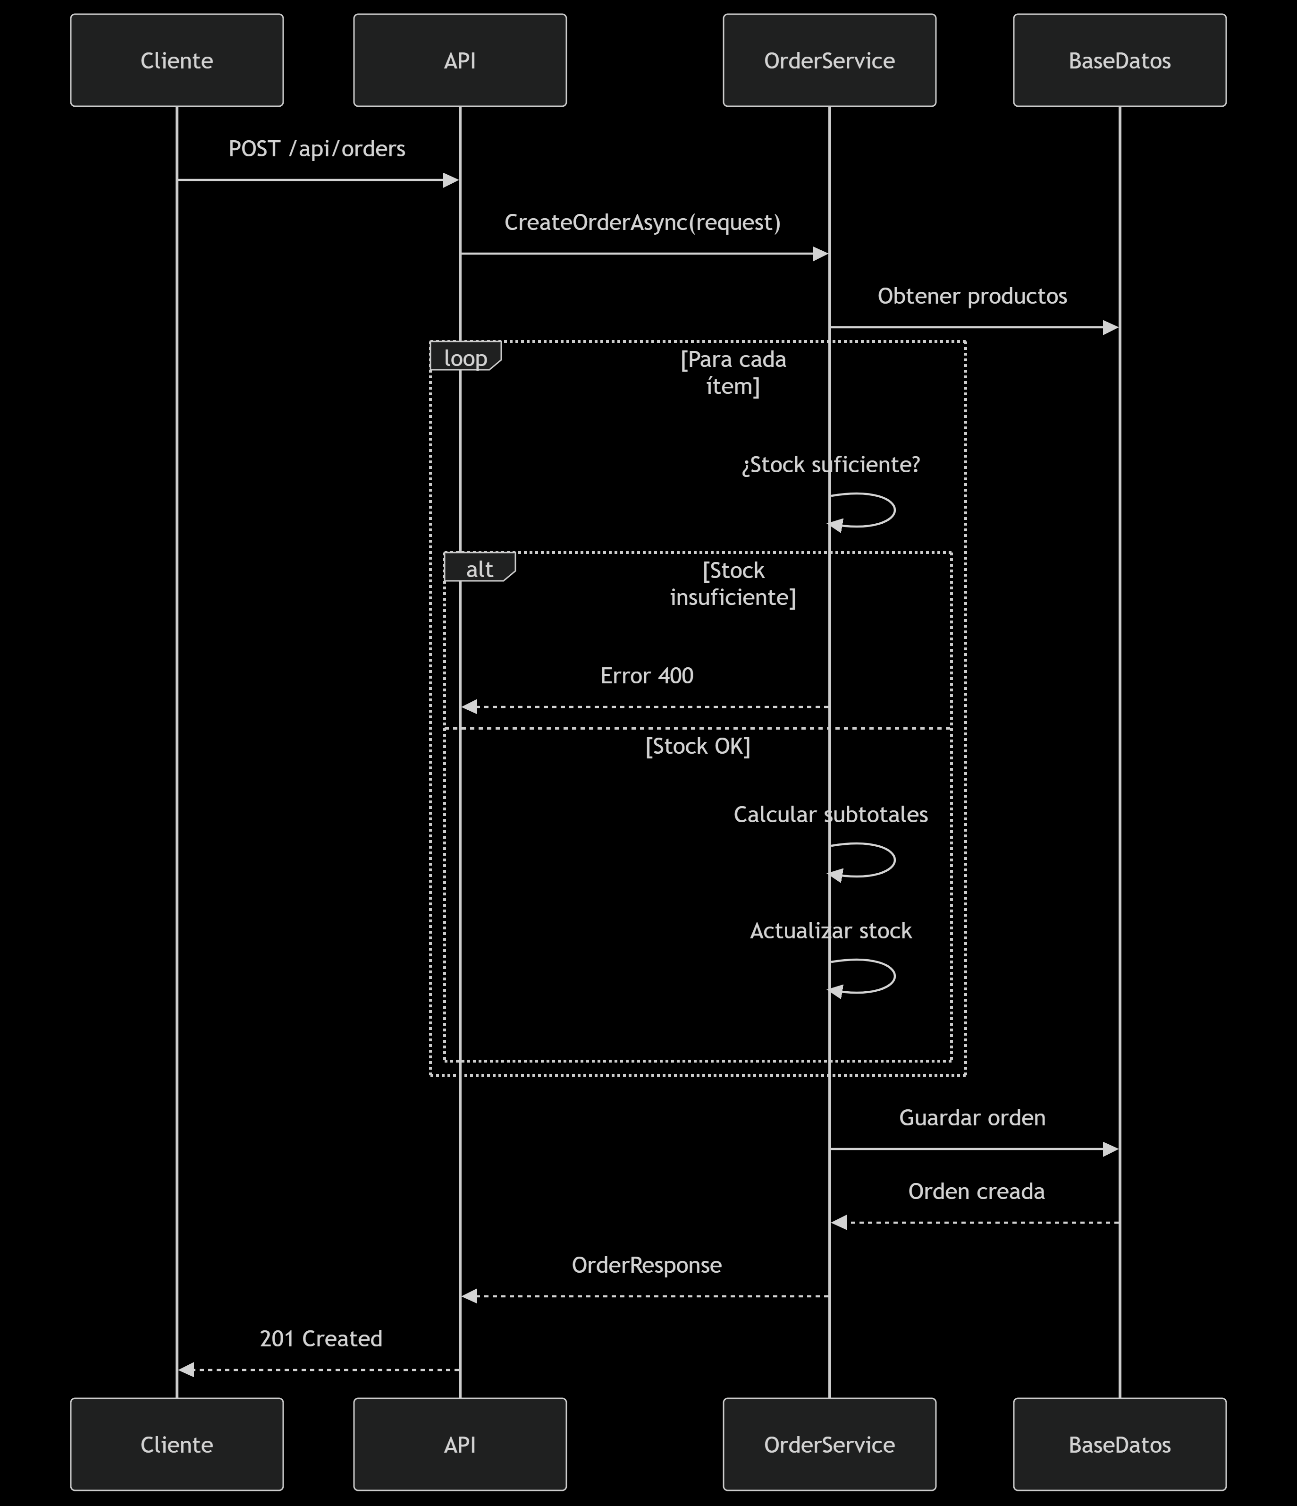 Cliente
API
OrderService
BaseDatos
POST /api/orders
CreateOrderAsync(request)
Obtener productos
loop
[Para cada
ítem]
¿Stock suficiente?
alt
[Stock
insuficiente]
Error 400
[Stock OK]
Calcular subtotales
Actualizar stock
Guardar orden
Orden creada
OrderResponse
201 Created
Cliente
API
OrderService
BaseDatos